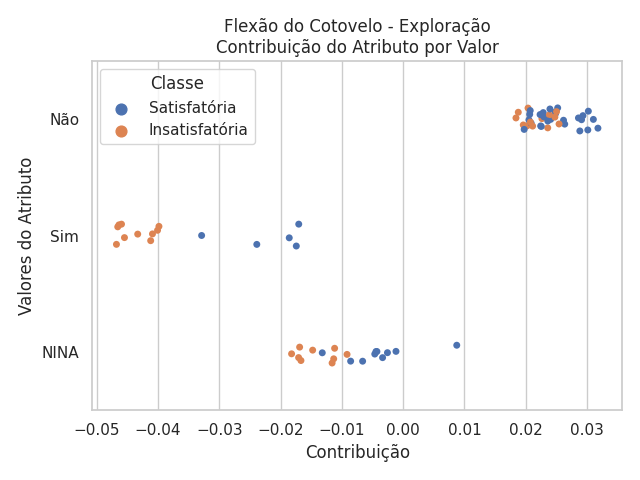 Flexão do Cotovelo - Exploração
Contribuição do Atributo por Valor
Classe
Satisfatória
Insatisfatória
Valores do Atributo
Não
Sim
NINA
−0.05 −0.04 −0.03 −0.02 −0.01 0.00 0.01 0.02 0.03
Contribuição